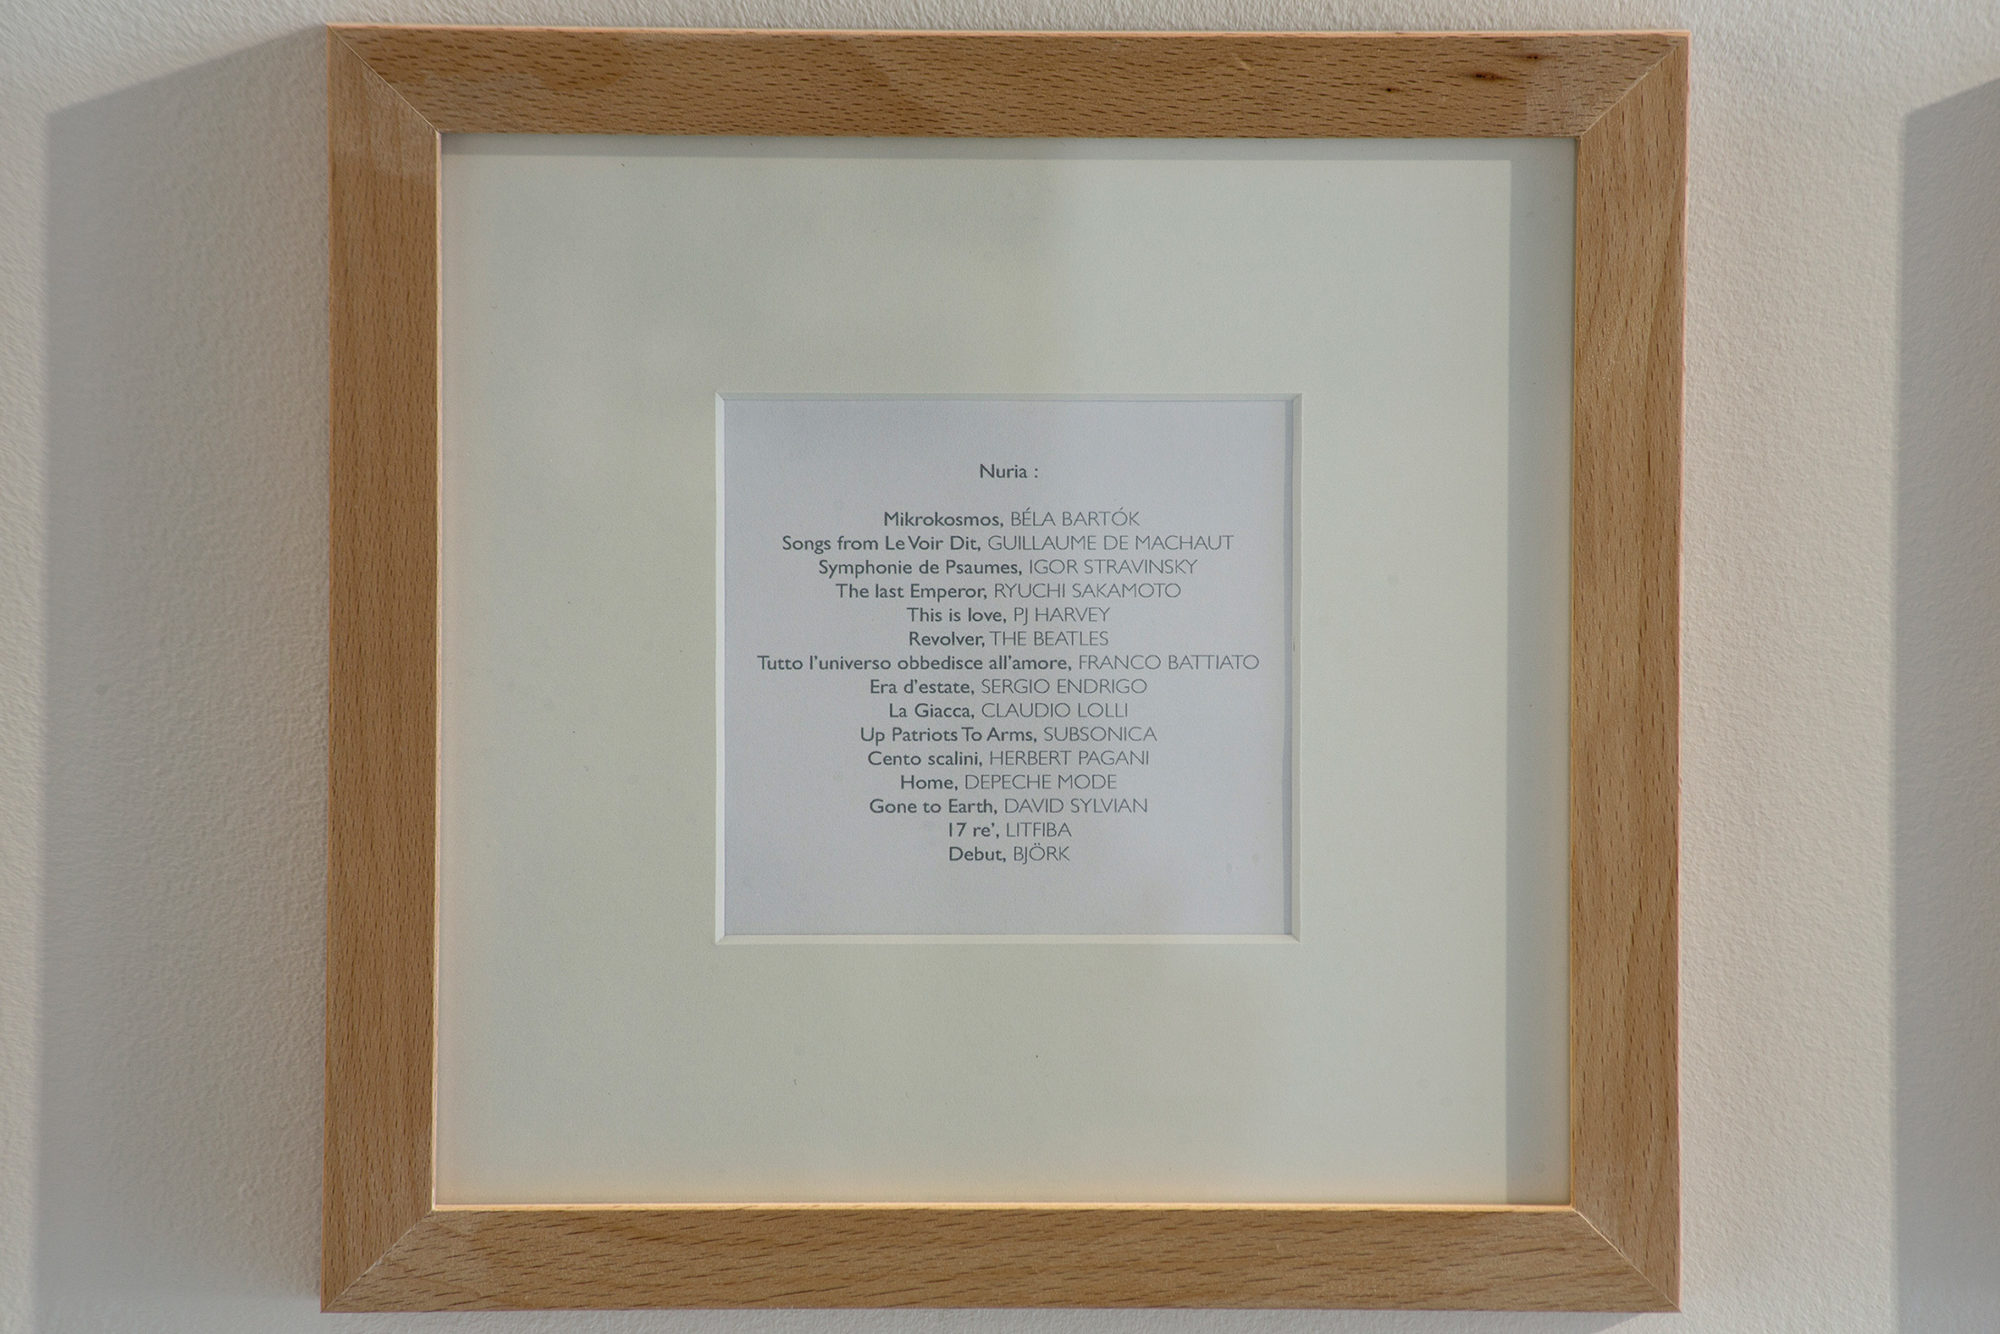 Nuria :
Mikrokosmos, BÉLA BARTÓK
Songs from Le Voir Dit, GUILLAUME DE MACHAUT
Symphonie de Psaumes, IGOR STRAVINSKY
The last Emperor, RYUCHI SAKAMOTO
This is love, PJ HARVEY
Revolver, THE BEATLES
Tutto l'universo obbedisce all'amore, FRANCO BATTIATO
Era d'estate, SERGIO ENDRIGO
La Giacca, CLAUDIO LOLLI
Up Patriots To Arms, SUBSONICA
Cento scalini, HERBERT PAGANI
Home, DEPECHE MODE
Gone to Earth, DAVID SYLVIAN
17 re', LITFIBA
Debut, BJÖRK